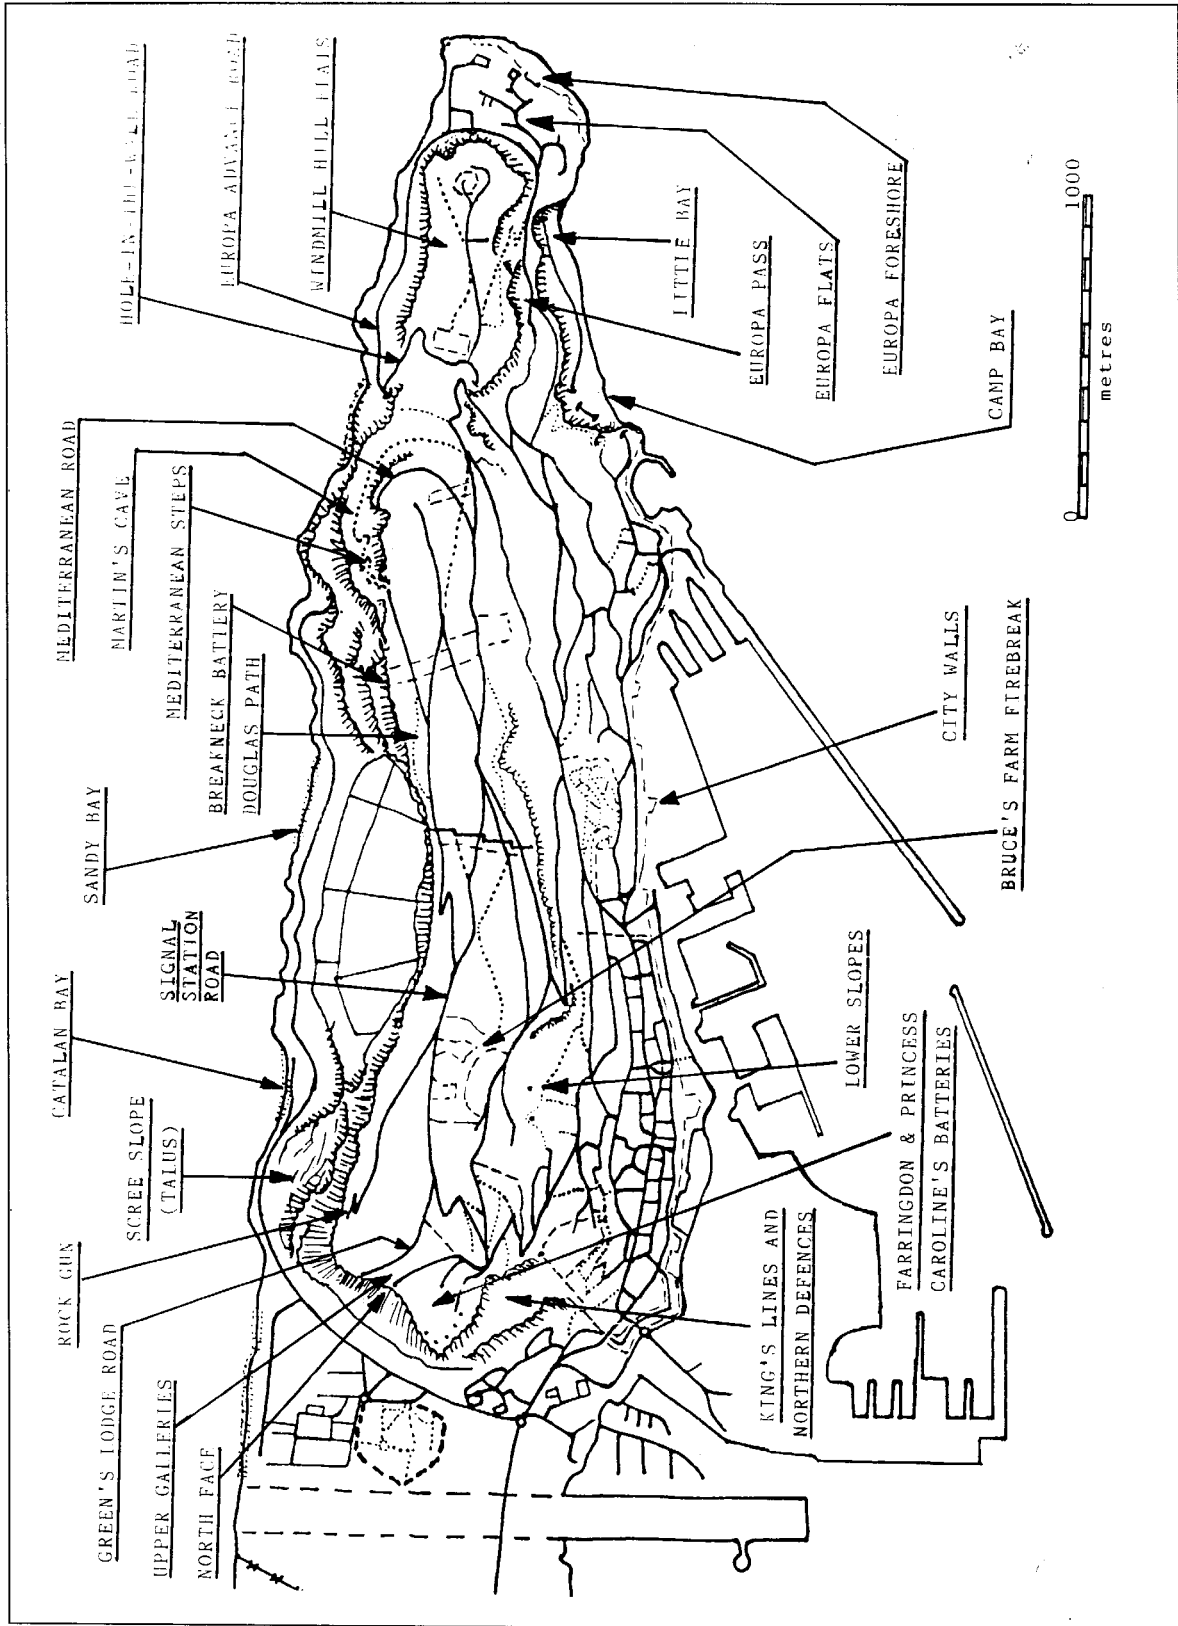 GREEN'S LODGE ROAD
UPPER GALLERIES
NORTH FACE
ROCK GUN
SCREE SLOPE
(TALUS)
CATALAN BAY
SIGNAL
STATION
ROAD
SANDY BAY
BREAKNECK BATTERY
DOUGLAS PATH
MEDITERRANEAN STEPS
MARTIN'S CAVE
MEDITERRANEAN ROAD
HOLE-IN-THE-WALL ROAD
EUROPA ADVANCE ROAD
WINDMILL HILL FLATS
KING'S LINES AND
NORTHERN DEFENCES
FARRINGDON & PRINCESS
CAROLINE'S BATTERIES
LOWER SLOPES
BRUCE'S FARM FIREBREAK
CITY WALLS
CAMP BAY
LITTLE BAY
EUROPA PASS
EUROPA FLATS
EUROPA FORESHORE
0
1000
metres